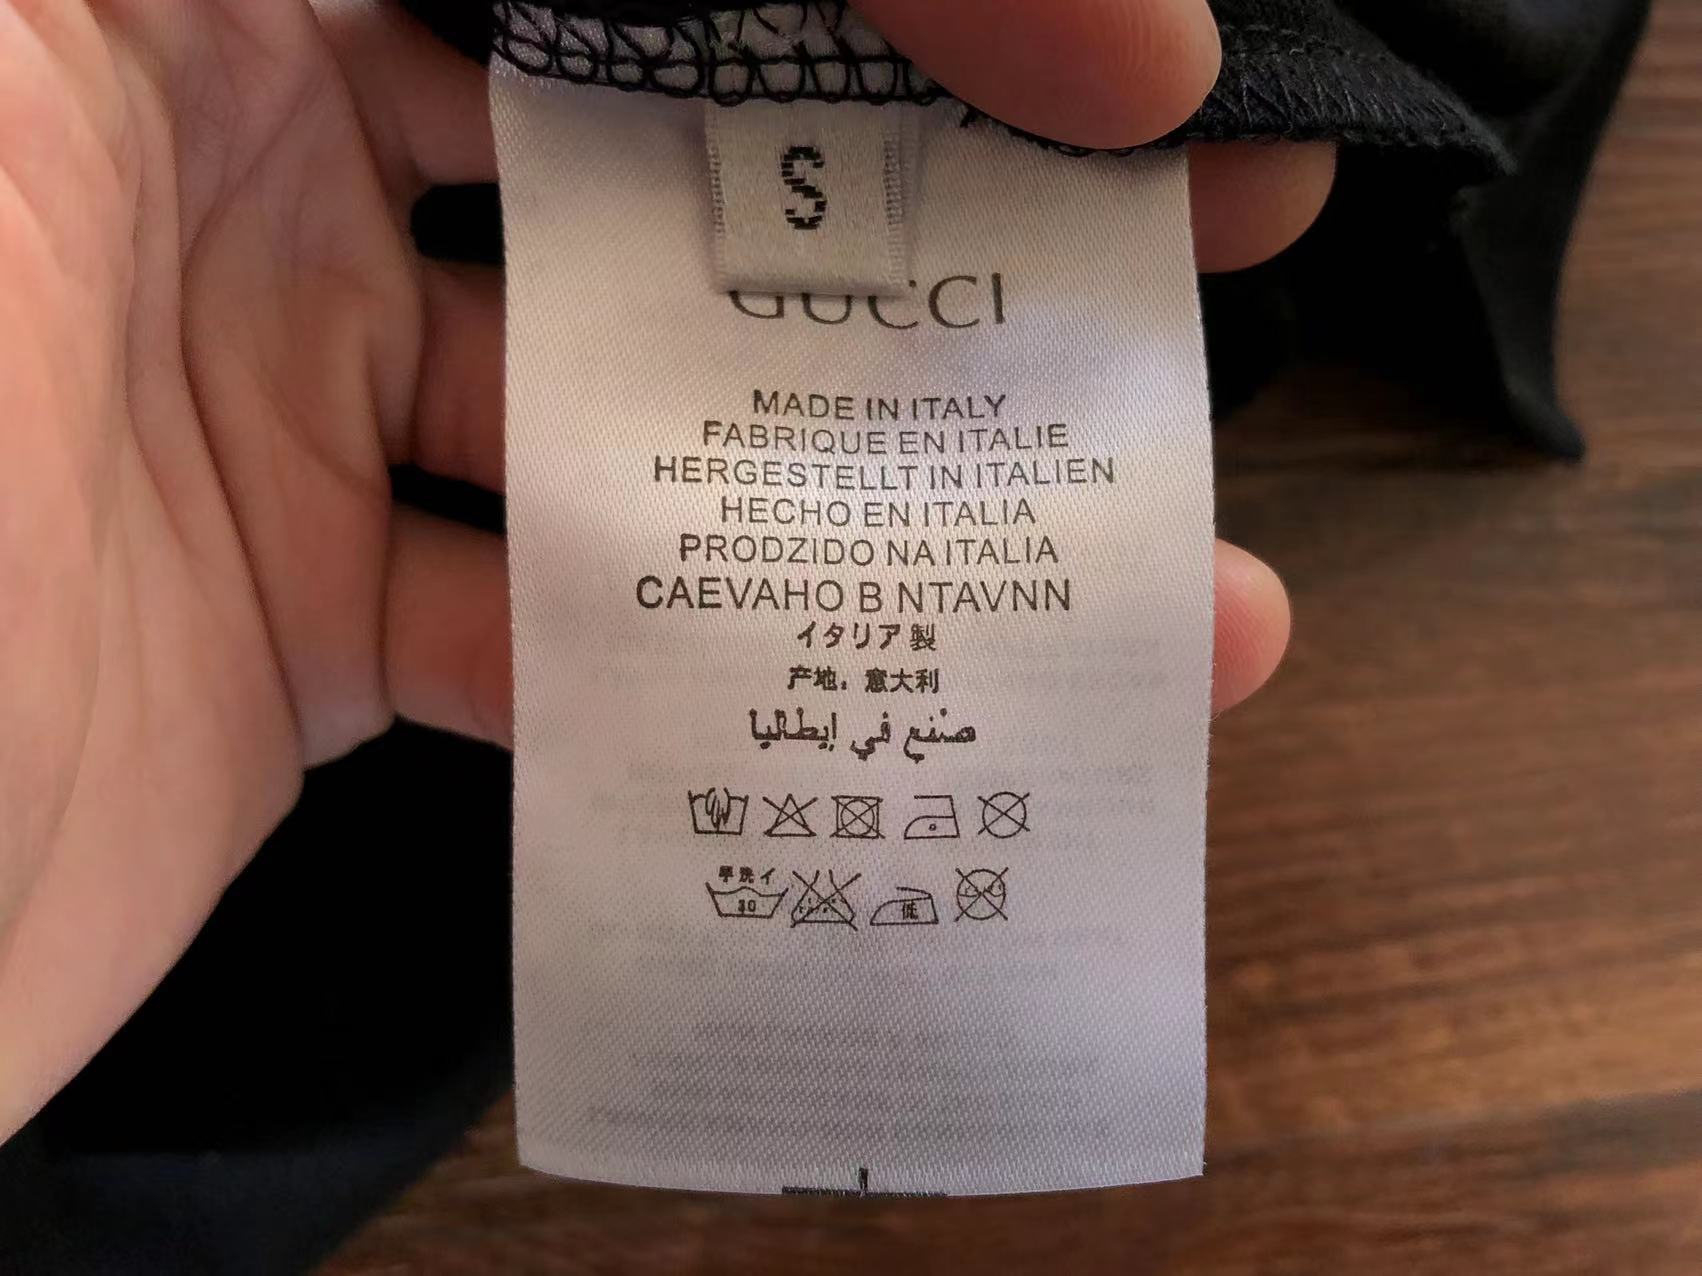 S
GUCCI
MADE IN ITALY
FABRIQUE EN ITALIE
HERGESTELLT IN ITALIEN
HECHO EN ITALIA
PRODZIDO NA ITALIA
CAEVAHO B NTAVNN
イタリア製
产地：意大利
صنع في إيطاليا
手洗イ
30
低